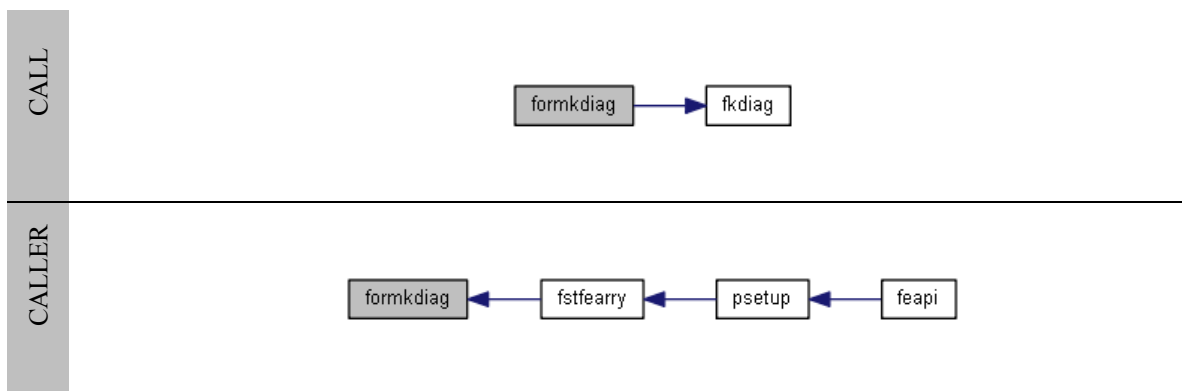 CALL
formkdiag
fkdiag
CALLER
formkdiag
fstfearry
psetup
feapi